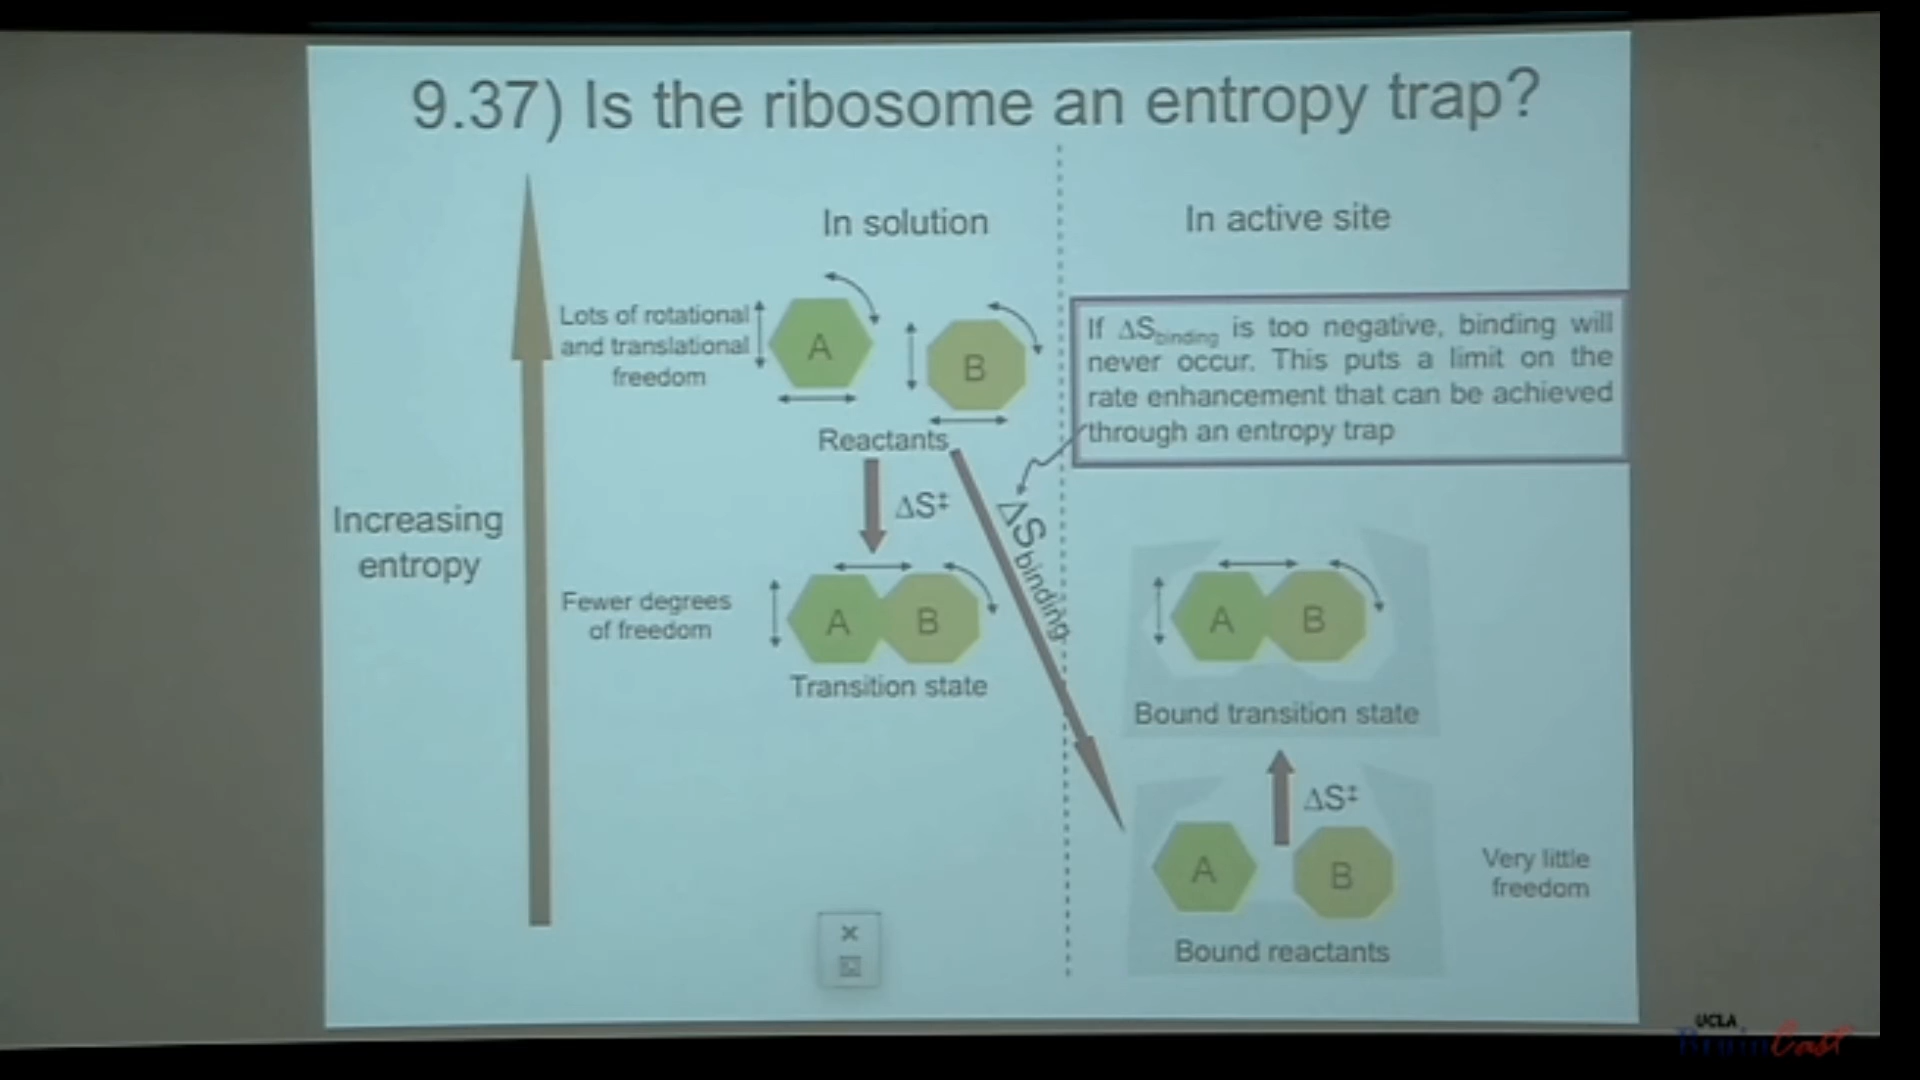 9.37) Is the ribosome an entropy trap?
In solution
In active site
Lots of rotational
and translational
freedom
A
B
If ΔSbinding is too negative, binding will
never occur. This puts a limit on the
rate enhancement that can be achieved
through an entropy trap
Reactants
ΔS‡
ΔSbinding
Increasing
entropy
Fewer degrees
of freedom
A
B
Transition state
A
B
Bound transition state
ΔS‡
A
B
Very little
freedom
Bound reactants
UCLA
BruinCast